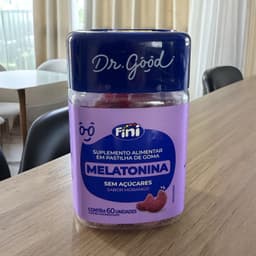 Dr. Good
Fini
SUPLEMENTO ALIMENTAR
EM PASTILHA DE GOMA
MELATONINA
SEM AÇÚCARES
SABOR MORANGO
CONTÉM 60 UNIDADES